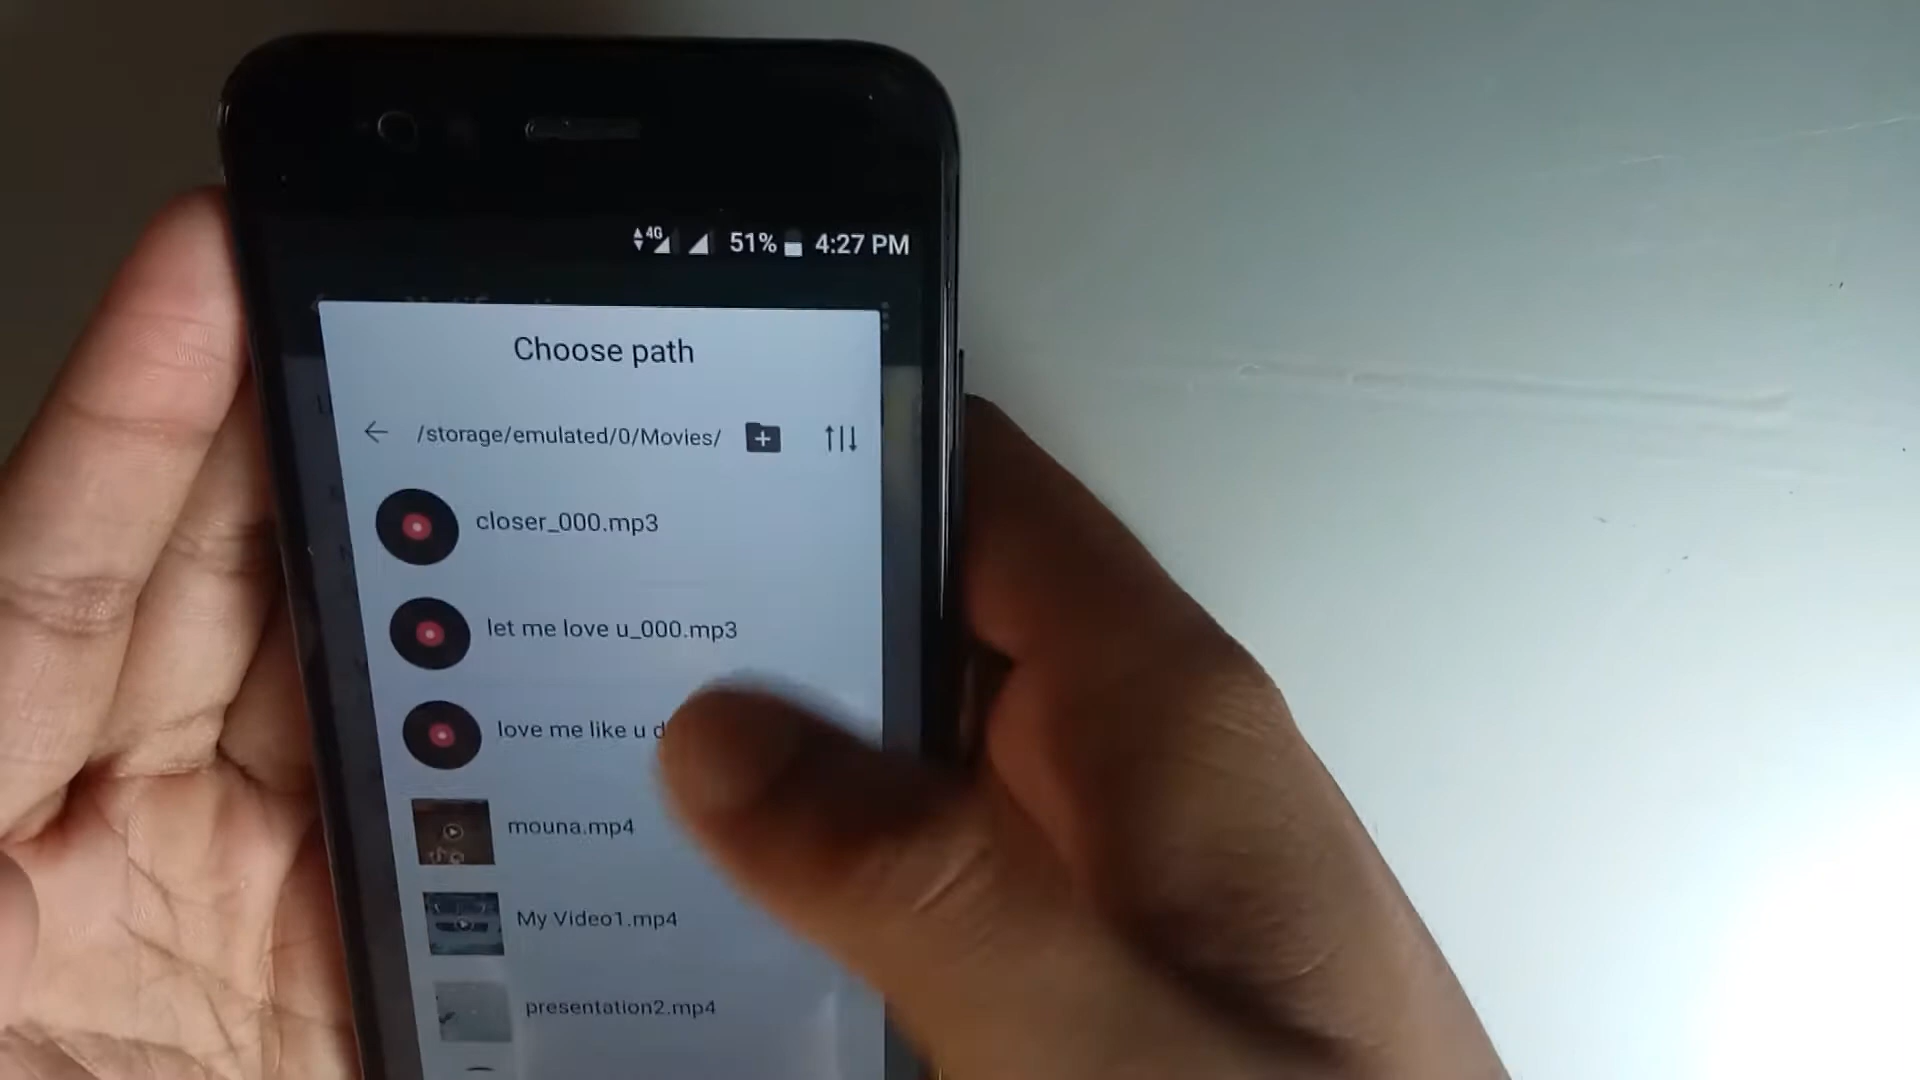 4G 51% 4:27 PM
Choose path
/storage/emulated/0/Movies/
closer_000.mp3
let me love u_000.mp3
love me like u
mouna.mp4
My Video1.mp4
presentation2.mp4